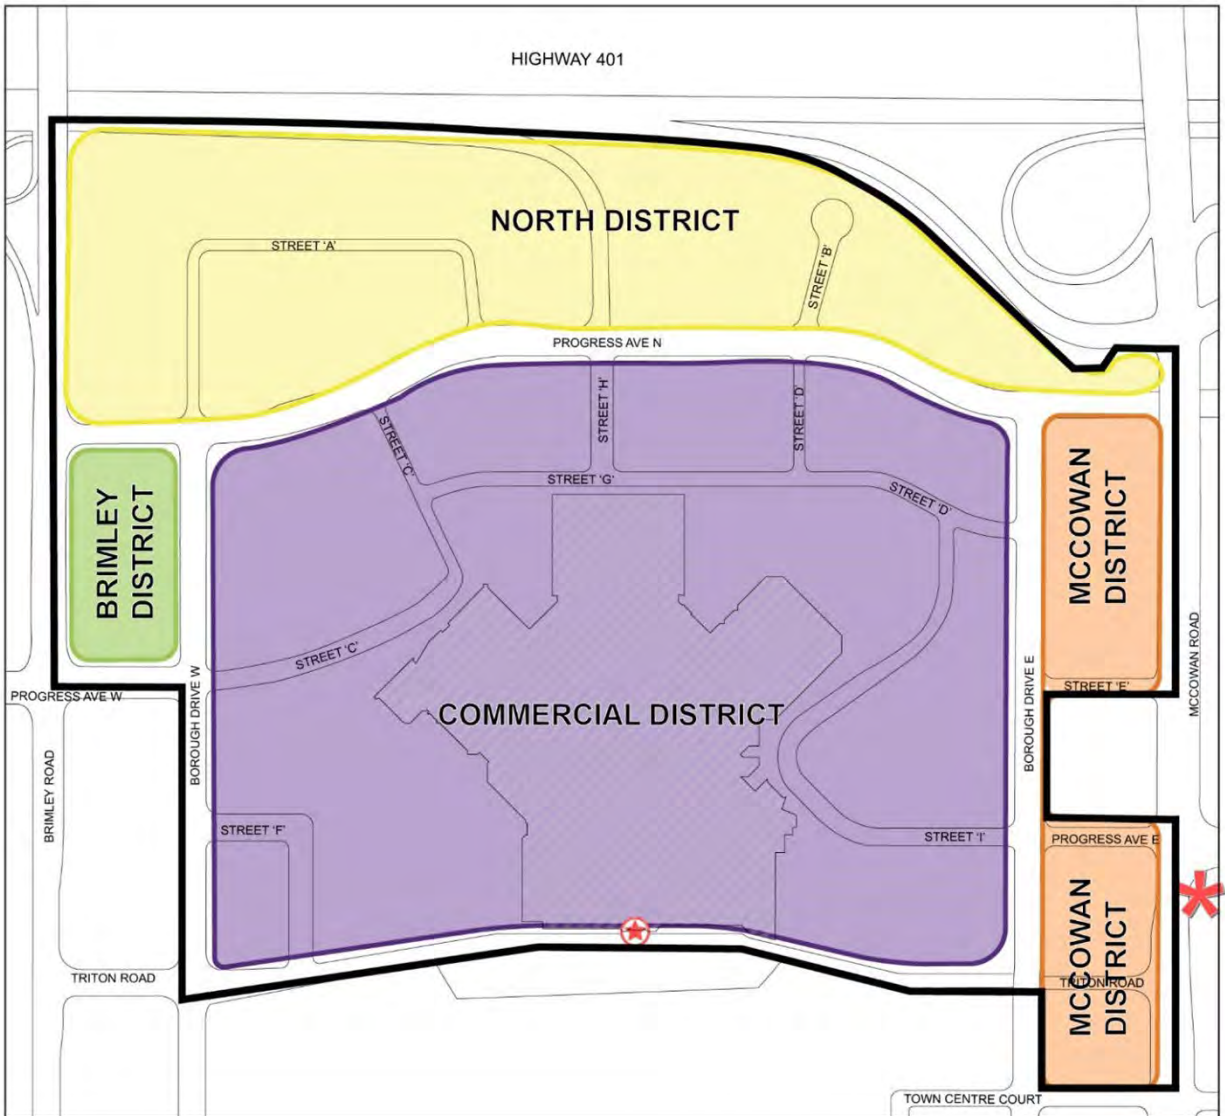 HIGHWAY 401
NORTH DISTRICT
STREET 'A'
STREET 'B'
PROGRESS AVE N
STREET 'H'
STREET 'D'
STREET 'C'
STREET 'G'
STREET 'D'
BRIMLEY
DISTRICT
MCCOWAN
DISTRICT
STREET 'C'
STREET 'E'
PROGRESS AVE W
BOROUGH DRIVE W
COMMERCIAL DISTRICT
BOROUGH DRIVE E
MCCOWAN ROAD
BRIMLEY ROAD
STREET 'F'
STREET 'I'
PROGRESS AVE E
MCCOWAN
DISTRICT
TRITON ROAD
TRITON ROAD
TOWN CENTRE COURT